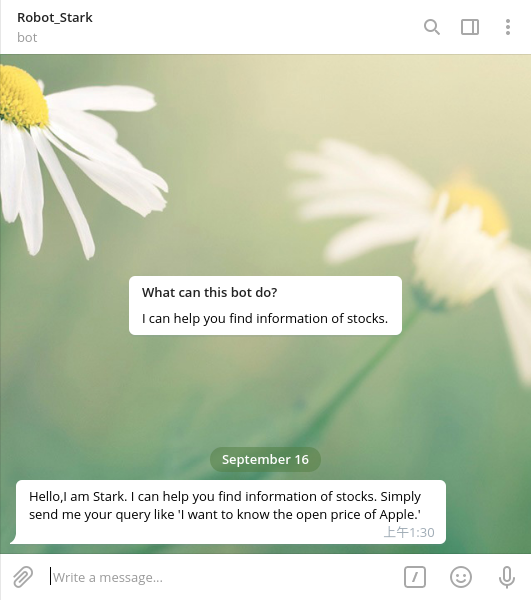 Robot_Stark
bot
What can this bot do?
I can help you find information of stocks.
September 16
Hello,I am Stark. I can help you find information of stocks. Simply
send me your query like 'I want to know the open price of Apple.'
上午1:30
Write a message...